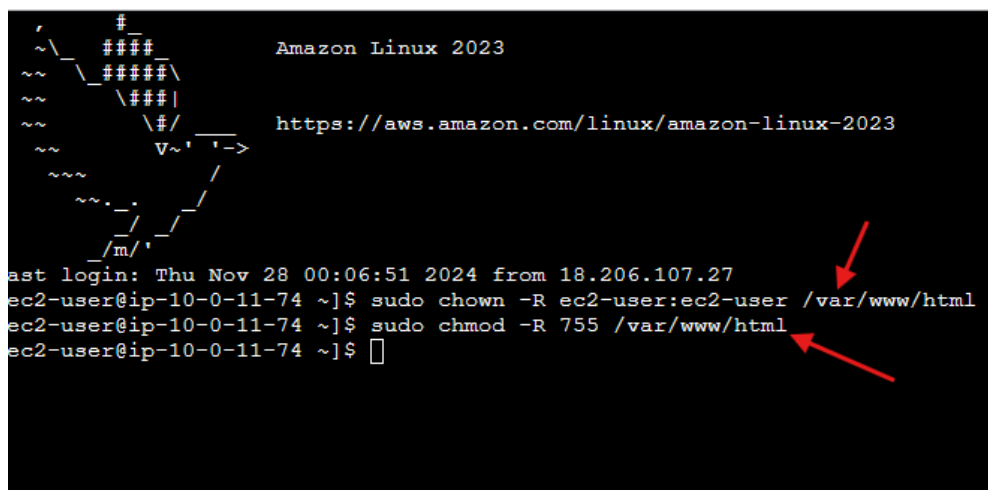 ,     #_
   ~\_  ####_        Amazon Linux 2023
  ~~  \_#####\
  ~~     \###|
  ~~       \#/ ___   https://aws.amazon.com/linux/amazon-linux-2023
   ~~       V~' '->
    ~~~         /
      ~~._.   _/
         _/ _/
       _/m/'
ast login: Thu Nov 28 00:06:51 2024 from 18.206.107.27
ec2-user@ip-10-0-11-74 ~]$ sudo chown -R ec2-user:ec2-user /var/www/html
ec2-user@ip-10-0-11-74 ~]$ sudo chmod -R 755 /var/www/html
ec2-user@ip-10-0-11-74 ~]$